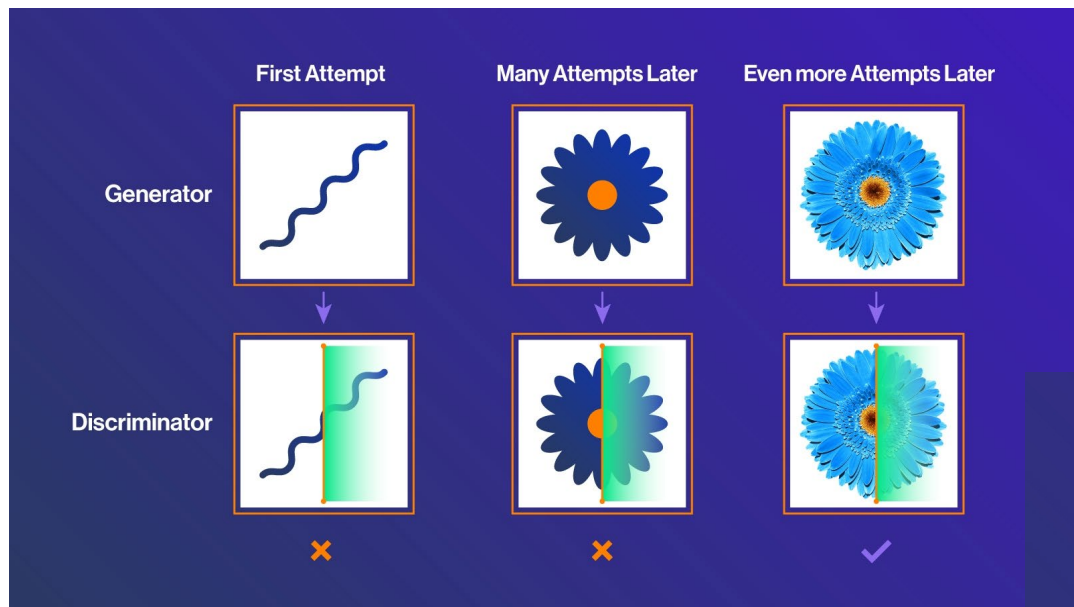 First Attempt
Many Attempts Later
Even more Attempts Later
Generator
Discriminator